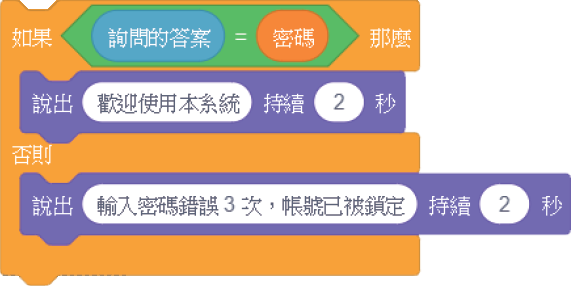 如果 詢問的答案 = 密碼 那麼
說出 歡迎使用本系統 持續 2 秒
否則
說出 輸入密碼錯誤3次，帳號已被鎖定 持續 2 秒